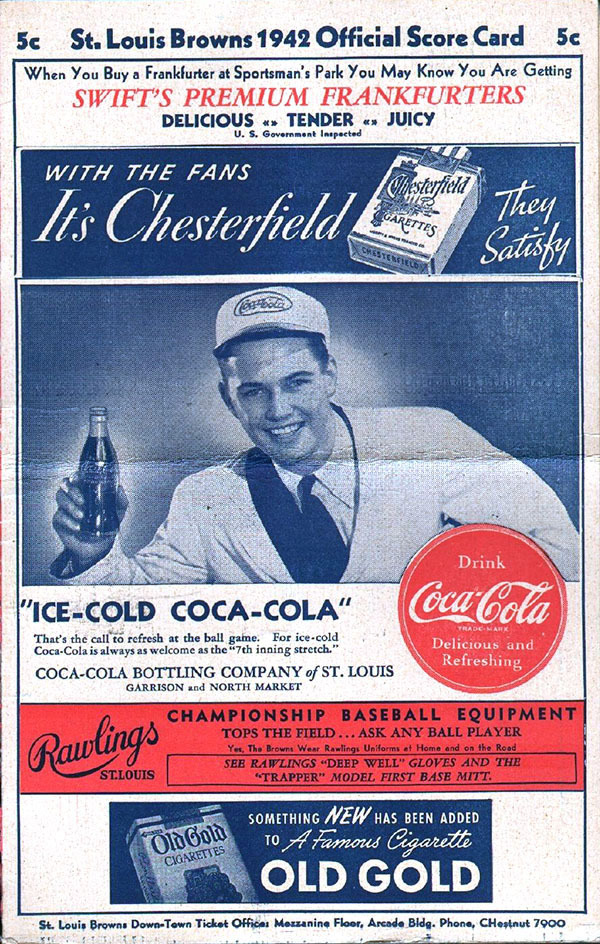 5c St. Louis Browns 1942 Official Score Card 5c
When You Buy a Frankfurter at Sportsman's Park You May Know You Are Getting
SWIFT'S PREMIUM FRANKFURTERS
DELICIOUS «» TENDER «» JUICY
U. S. Government Inspected
WITH THE FANS
It's Chesterfield
Chesterfield
CIGARETTES
CHESTERFIELD
They
Satisfy
Coca-Cola
"ICE-COLD COCA-COLA"
That's the call to refresh at the ball game. For ice-cold
Coca-Cola is always as welcome as the "7th inning stretch."
COCA-COLA BOTTLING COMPANY of ST. LOUIS
GARRISON and NORTH MARKET
Drink
Coca-Cola
TRADE-MARK
Delicious and
Refreshing
Rawlings
ST. LOUIS
CHAMPIONSHIP BASEBALL EQUIPMENT
TOPS THE FIELD ... ASK ANY BALL PLAYER
Yes, The Browns Wear Rawlings Uniforms at Home and on the Road
SEE RAWLINGS "DEEP WELL" GLOVES AND THE
"TRAPPER" MODEL FIRST BASE MITT.
Old Gold
CIGARETTES
SOMETHING NEW HAS BEEN ADDED
TO A Famous Cigarette
OLD GOLD
St. Louis Browns Down-Town Ticket Office: Mezzanine Floor, Arcade Bldg. Phone, CHestnut 7900